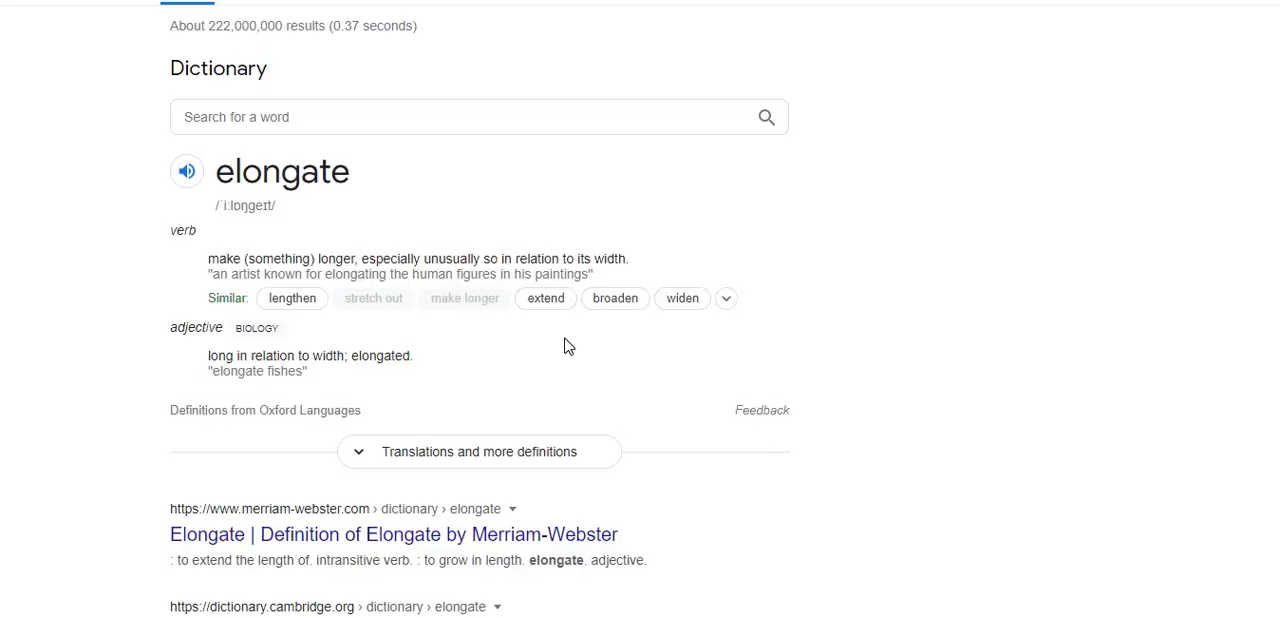 About 222,000,000 results (0.37 seconds)
Dictionary
Search for a word
elongate
/ˈiːlɒŋɡeɪt/
verb
make (something) longer, especially unusually so in relation to its width.
"an artist known for elongating the human figures in his paintings"
Similar: lengthen stretch out make longer extend broaden widen
adjective BIOLOGY
long in relation to width; elongated.
"elongate fishes"
Definitions from Oxford Languages Feedback
Translations and more definitions
https://www.merriam-webster.com › dictionary › elongate
Elongate | Definition of Elongate by Merriam-Webster
: to extend the length of. intransitive verb. : to grow in length. elongate. adjective.
https://dictionary.cambridge.org › dictionary › elongate